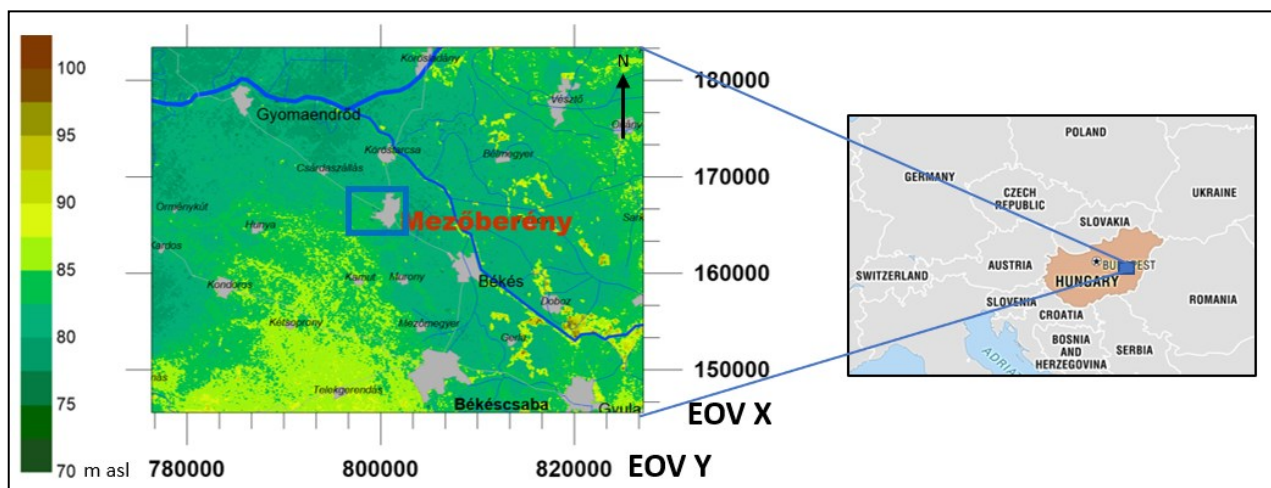 100
95
90
85
80
75
70 m asl
N
Körösladány
Gyomaendrőd
Vésztő
Köröstarcsa
Csárdaszállás
Bélmegyer
Örménykút
Hunya
Mezőberény
Kardos
Kondoros
Kamut
Murony
Békés
Doboz
Kétsoprony
Mezőmegyer
Gerla
Telekgerendás
Békéscsaba
Gyula
180000
170000
160000
150000
EOV X
780000
800000
820000
EOV Y
POLAND
GERMANY
CZECH
REPUBLIC
UKRAINE
SLOVAKIA
AUSTRIA
HUNGARY
SWITZERLAND
SLOVENIA
CROATIA
ROMANIA
BOSNIA
AND
HERZEGOVINA
SERBIA